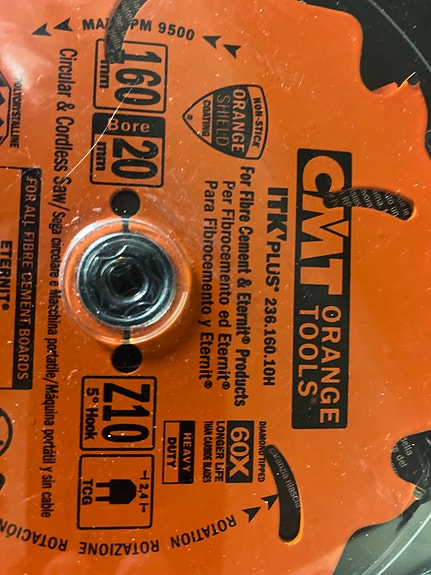 MAX RPM 9500
160
mm
Bore
20
mm
Circular & Cordless Saw/ Sega circolare e Macchina portatile/Máquina portátil y sin cable
NON-STICK
ORANGE
SHIELD
COATING
CMT
ORANGE
TOOLS®
ITK PLUS® 236.160.10H
For Fibre Cement & Eternit® Products
Per Fibrocemento ed Eternit®
Para Fibrocemento y Eternit®
FOR ALL FIBRE CEMENT BOARDS
ETERNIT®
Z10
5° Hook
2,4
TCG
DIAMOND TIPPED
60X
LONGER LIFE
THAN CARBIDE BLADES
HEAVY
DUTY
ROTATION ROTAZIONE ROTACIÓN